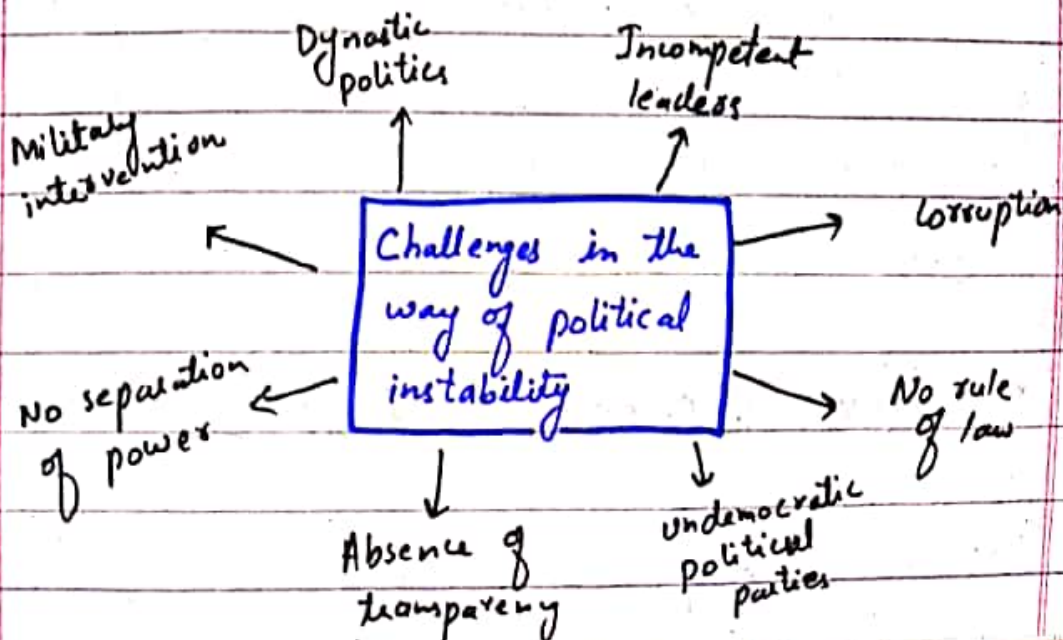 Dynastic
politics
Incompetent
leaders
Military
intervention
Corruption
Challenges in the
way of political
instability
No separation
of power
No rule
of law
Absence of
transparency
undemocratic
political
parties